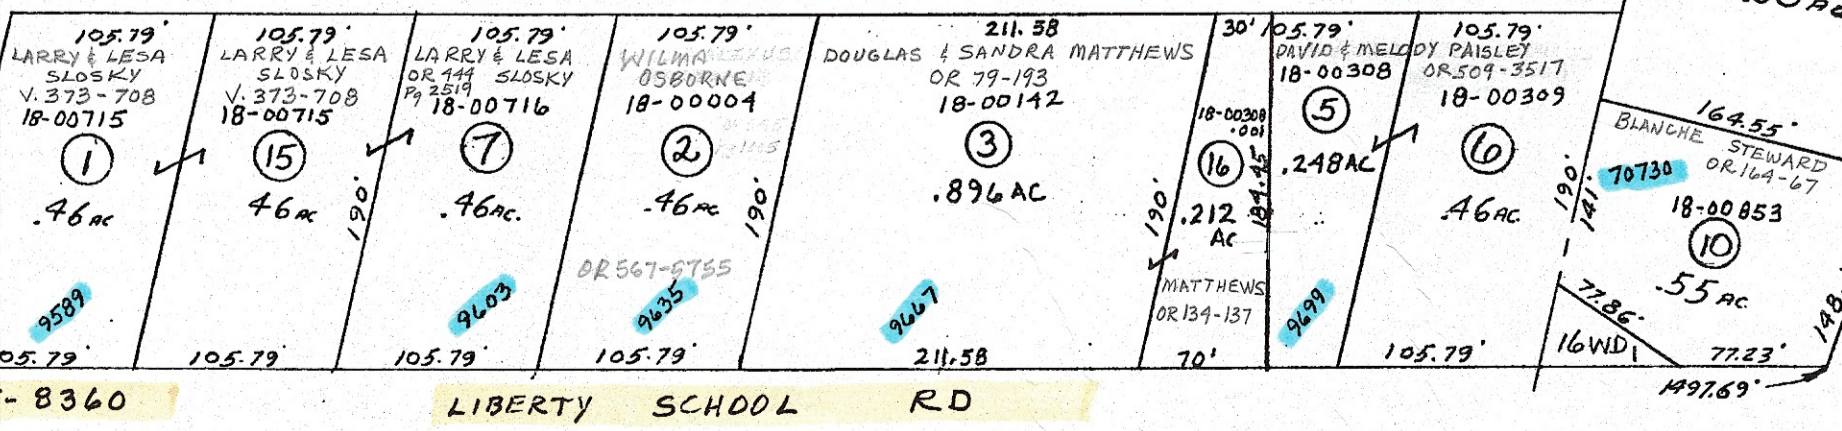 105.79'
LARRY & LESA
SLOSKY
V. 373-708
18-00715
1
.46 AC
9589
05.79'
105.79'
LARRY & LESA
SLOSKY
V. 373-708
18-00715
15
46 AC
190'
105.79'
105.79'
LARRY & LESA
OR 444 SLOSKY
Pg 2519
18-00716
7
.46 AC.
9603
105.79'
105.79'
WILMA
OSBORNE
18-00004
2
.46 AC
190'
OR 567-5755
9635
105.79'
211.58
DOUGLAS & SANDRA MATTHEWS
OR 79-193
18-00142
3
.896 AC
190'
9667
211.58
30'
18-00308
.001
16
.212
AC
184.45
MATTHEWS
OR 134-137
70'
105.79'
DAVID & MELODY PAISLEY
18-00308
5
.248 AC
9699
105.79'
OR 509-3517
18-00309
6
.46 AC
190'
141.
105.79'
164.55'
BLANCHE STEWARD
70730
OR 164-67
18-00853
10
.55 AC.
77.86'
148.
16WD
77.23'
1497.69'
- 8360
LIBERTY SCHOOL RD